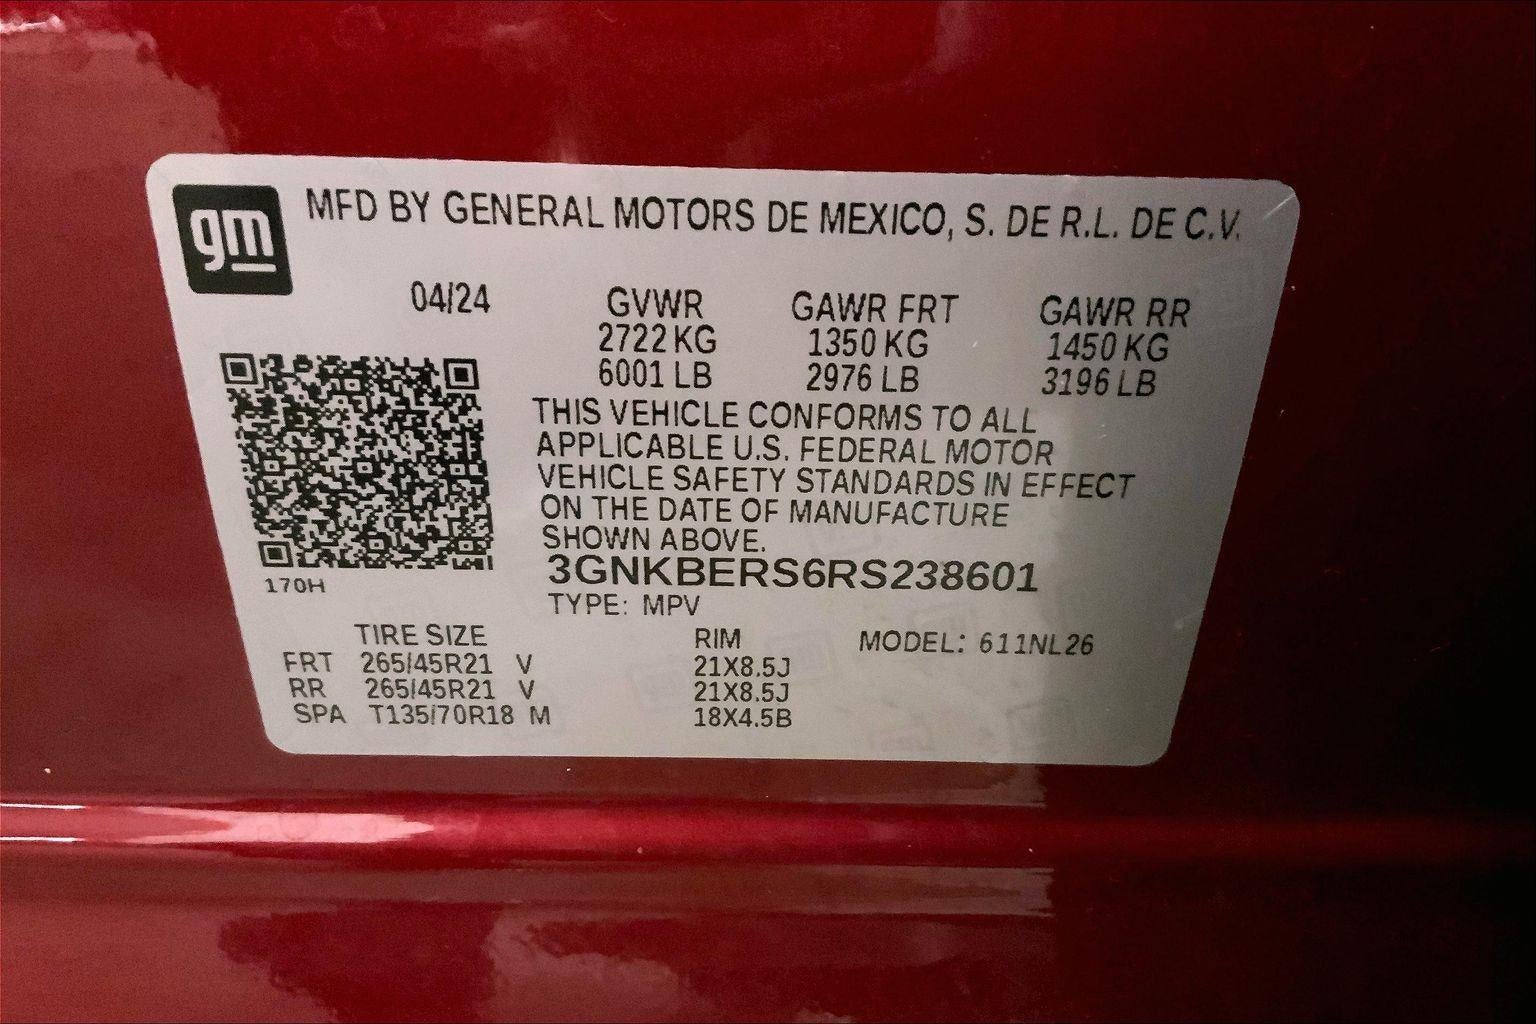 gm
MFD BY GENERAL MOTORS DE MEXICO, S. DE R.L. DE C.V.
04/24 GVWR GAWR FRT GAWR RR
2722 KG 1350 KG 1450 KG
6001 LB 2976 LB 3196 LB
THIS VEHICLE CONFORMS TO ALL
APPLICABLE U.S. FEDERAL MOTOR
VEHICLE SAFETY STANDARDS IN EFFECT
ON THE DATE OF MANUFACTURE
SHOWN ABOVE.
3GNKBERS6RS238601
170H
TYPE: MPV
TIRE SIZE RIM MODEL: 611NL26
FRT 265/45R21 V 21X8.5J
RR 265/45R21 V 21X8.5J
SPA T135/70R18 M 18X4.5B